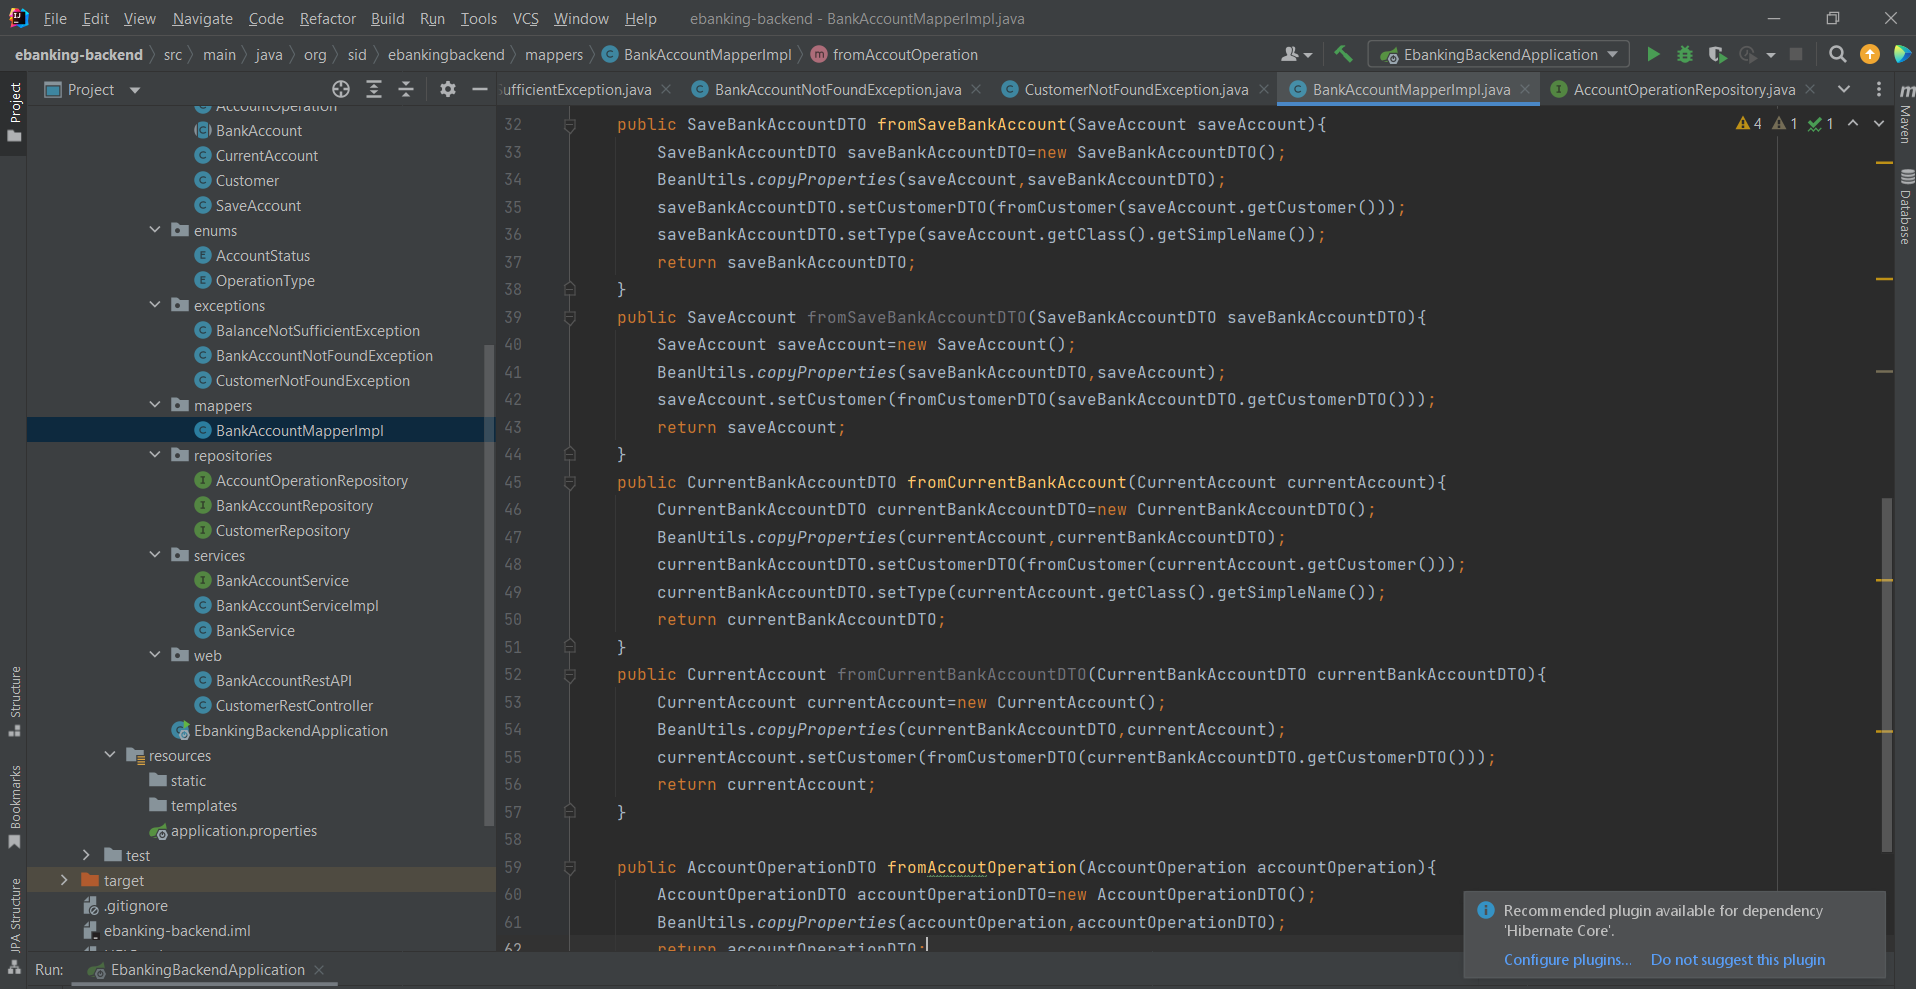 File Edit View Navigate Code Refactor Build Run Tools VCS Window Help ebanking-backend - BankAccountMapperImpl.java
ebanking-backend src main java org sid ebankingbackend mappers BankAccountMapperImpl fromAccoutOperation EbankingBackendApplication
Project
Project
AccountOperation
BankAccount
CurrentAccount
Customer
SaveAccount
enums
AccountStatus
OperationType
exceptions
BalanceNotSufficientException
BankAccountNotFoundException
CustomerNotFoundException
mappers
BankAccountMapperImpl
repositories
AccountOperationRepository
BankAccountRepository
CustomerRepository
services
BankAccountService
BankAccountServiceImpl
BankService
web
BankAccountRestAPI
CustomerRestController
EbankingBackendApplication
resources
static
templates
application.properties
test
target
.gitignore
ebanking-backend.iml
Structure
Bookmarks
JPA Structure
ufficientException.java BankAccountNotFoundException.java CustomerNotFoundException.java BankAccountMapperImpl.java AccountOperationRepository.java
4 1 1
32 public SaveBankAccountDTO fromSaveBankAccount(SaveAccount saveAccount){
33 SaveBankAccountDTO saveBankAccountDTO=new SaveBankAccountDTO();
34 BeanUtils.copyProperties(saveAccount,saveBankAccountDTO);
35 saveBankAccountDTO.setCustomerDTO(fromCustomer(saveAccount.getCustomer()));
36 saveBankAccountDTO.setType(saveAccount.getClass().getSimpleName());
37 return saveBankAccountDTO;
38 }
39 public SaveAccount fromSaveBankAccountDTO(SaveBankAccountDTO saveBankAccountDTO){
40 SaveAccount saveAccount=new SaveAccount();
41 BeanUtils.copyProperties(saveBankAccountDTO,saveAccount);
42 saveAccount.setCustomer(fromCustomerDTO(saveBankAccountDTO.getCustomerDTO()));
43 return saveAccount;
44 }
45 public CurrentBankAccountDTO fromCurrentBankAccount(CurrentAccount currentAccount){
46 CurrentBankAccountDTO currentBankAccountDTO=new CurrentBankAccountDTO();
47 BeanUtils.copyProperties(currentAccount,currentBankAccountDTO);
48 currentBankAccountDTO.setCustomerDTO(fromCustomer(currentAccount.getCustomer()));
49 currentBankAccountDTO.setType(currentAccount.getClass().getSimpleName());
50 return currentBankAccountDTO;
51 }
52 public CurrentAccount fromCurrentBankAccountDTO(CurrentBankAccountDTO currentBankAccountDTO){
53 CurrentAccount currentAccount=new CurrentAccount();
54 BeanUtils.copyProperties(currentBankAccountDTO,currentAccount);
55 currentAccount.setCustomer(fromCustomerDTO(currentBankAccountDTO.getCustomerDTO()));
56 return currentAccount;
57 }
58
59 public AccountOperationDTO fromAccoutOperation(AccountOperation accountOperation){
60 AccountOperationDTO accountOperationDTO=new AccountOperationDTO();
61 BeanUtils.copyProperties(accountOperation,accountOperationDTO);
62 return accountOperationDTO;
Maven
Database
Recommended plugin available for dependency
'Hibernate Core'.
Configure plugins... Do not suggest this plugin
Run: EbankingBackendApplication